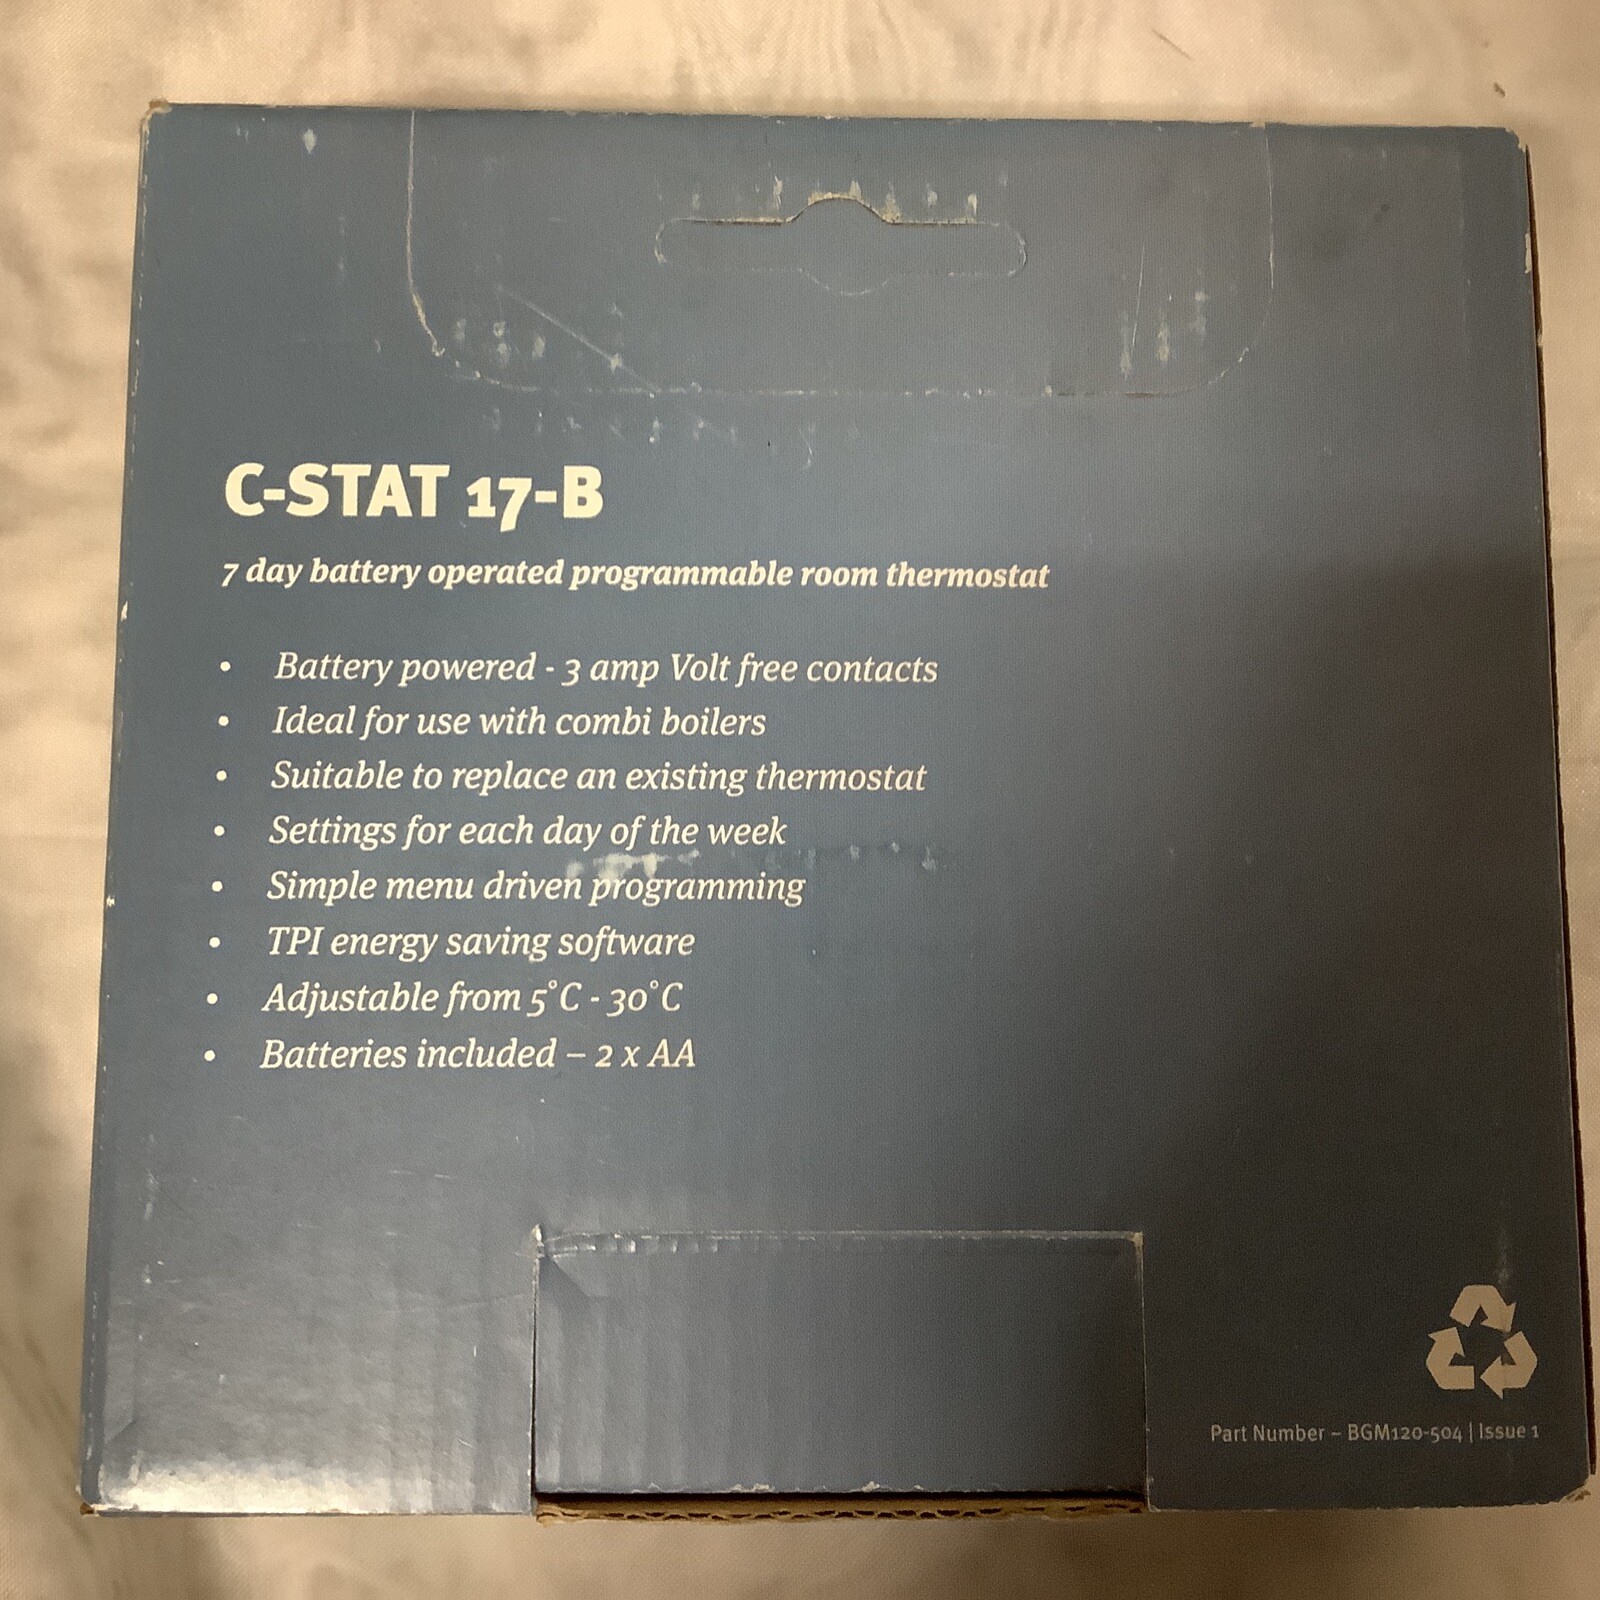 C-STAT 17-B
7 day battery operated programmable room thermostat
• Battery powered - 3 amp Volt free contacts
• Ideal for use with combi boilers
• Suitable to replace an existing thermostat
• Settings for each day of the week
• Simple menu driven programming
• TPI energy saving software
• Adjustable from 5°C - 30°C
• Batteries included – 2 x AA
Part Number – BGM120-504 | Issue 1